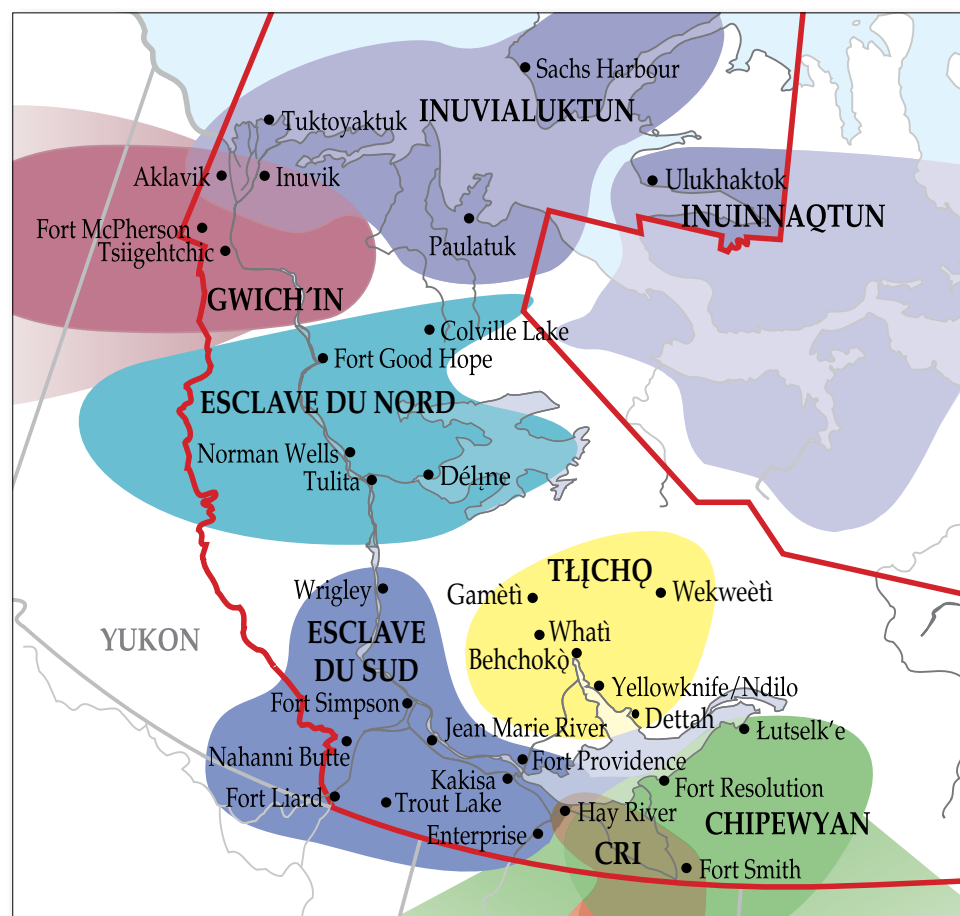 Sachs Harbour
INUVIALUKTUN
Tuktoyaktuk
Aklavik
Inuvik
Ulukhaktok
INUINNAQTUN
Fort McPherson
Paulatuk
Tsiigehtchic
GWICH´IN
Colville Lake
Fort Good Hope
ESCLAVE DU NORD
Norman Wells
Tulita
Délı̨ne
TŁı̨CHǪ
Wrigley
Gamètì
Wekweètì
YUKON
ESCLAVE
DU SUD
Whatì
Behchokǫ̀
Yellowknife/Ndilo
Fort Simpson
Dettah
Jean Marie River
Łutselk´e
Nahanni Butte
Fort Providence
Kakisa
Fort Resolution
Fort Liard
Trout Lake
Hay River
CHIPEWYAN
Enterprise
CRI
Fort Smith